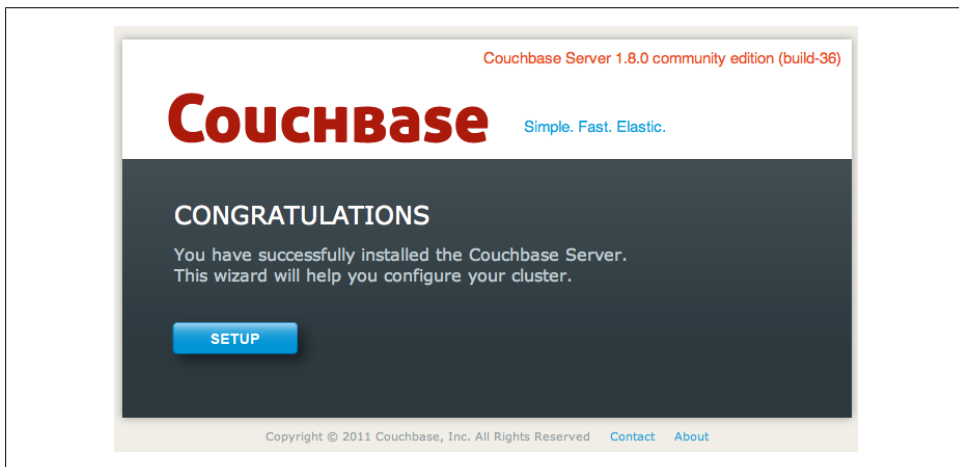 Couchbase Server 1.8.0 community edition (build-36)
COUCHBASE
Simple. Fast. Elastic.
CONGRATULATIONS
You have successfully installed the Couchbase Server.
This wizard will help you configure your cluster.
SETUP
Copyright © 2011 Couchbase, Inc. All Rights Reserved Contact About